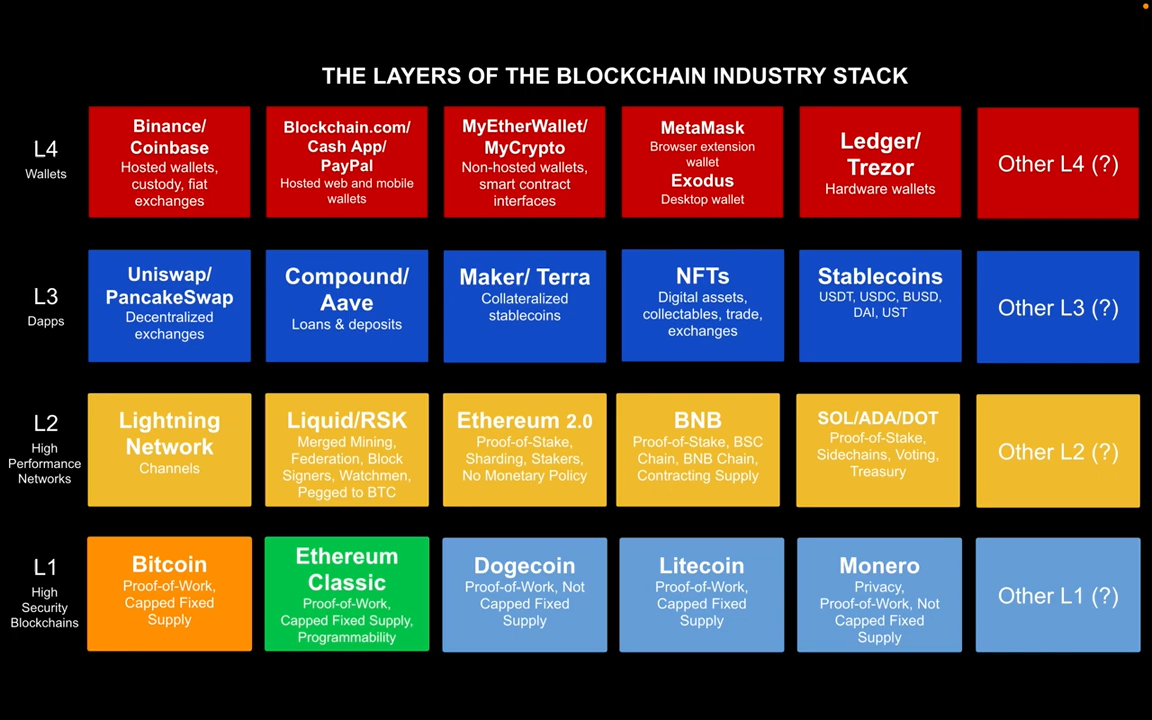 THE LAYERS OF THE BLOCKCHAIN INDUSTRY STACK
L4
Wallets
Binance/
Coinbase
Hosted wallets,
custody, fiat
exchanges
Blockchain.com/
Cash App/
PayPal
Hosted web and mobile
wallets
MyEtherWallet/
MyCrypto
Non-hosted wallets,
smart contract
interfaces
MetaMask
Browser extension
wallet
Exodus
Desktop wallet
Ledger/
Trezor
Hardware wallets
Other L4 (?)
L3
Dapps
Uniswap/
PancakeSwap
Decentralized
exchanges
Compound/
Aave
Loans & deposits
Maker/ Terra
Collateralized
stablecoins
NFTs
Digital assets,
collectables, trade,
exchanges
Stablecoins
USDT, USDC, BUSD,
DAI, UST
Other L3 (?)
L2
High
Performance
Networks
Lightning
Network
Channels
Liquid/RSK
Merged Mining,
Federation, Block
Signers, Watchmen,
Pegged to BTC
Ethereum 2.0
Proof-of-Stake,
Sharding, Stakers,
No Monetary Policy
BNB
Proof-of-Stake, BSC
Chain, BNB Chain,
Contracting Supply
SOL/ADA/DOT
Proof-of-Stake,
Sidechains, Voting,
Treasury
Other L2 (?)
L1
High
Security
Blockchains
Bitcoin
Proof-of-Work,
Capped Fixed
Supply
Ethereum
Classic
Proof-of-Work,
Capped Fixed Supply,
Programmability
Dogecoin
Proof-of-Work, Not
Capped Fixed
Supply
Litecoin
Proof-of-Work,
Capped Fixed
Supply
Monero
Privacy,
Proof-of-Work, Not
Capped Fixed
Supply
Other L1 (?)